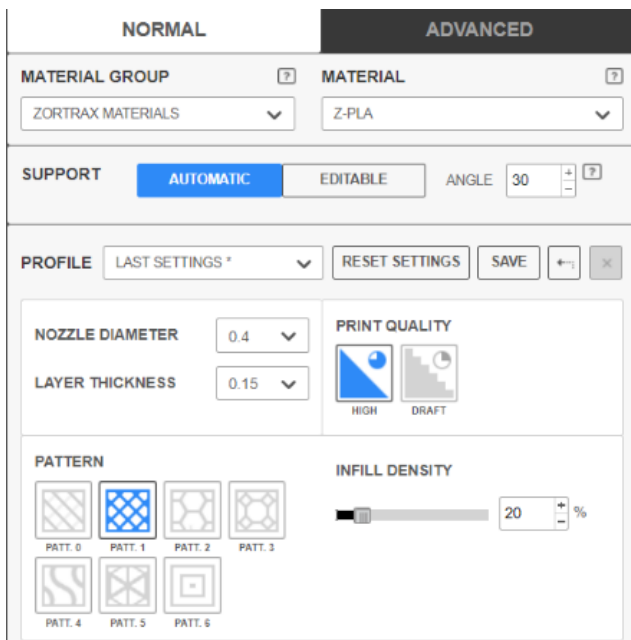 NORMAL ADVANCED
MATERIAL GROUP ? MATERIAL ?
ZORTRAX MATERIALS Z-PLA
SUPPORT AUTOMATIC EDITABLE ANGLE 30 + - ?
PROFILE LAST SETTINGS * RESET SETTINGS SAVE
NOZZLE DIAMETER 0.4
LAYER THICKNESS 0.15
PRINT QUALITY
HIGH DRAFT
PATTERN
PATT. 0 PATT. 1 PATT. 2 PATT. 3
PATT. 4 PATT. 5 PATT. 6
INFILL DENSITY
20 + - %